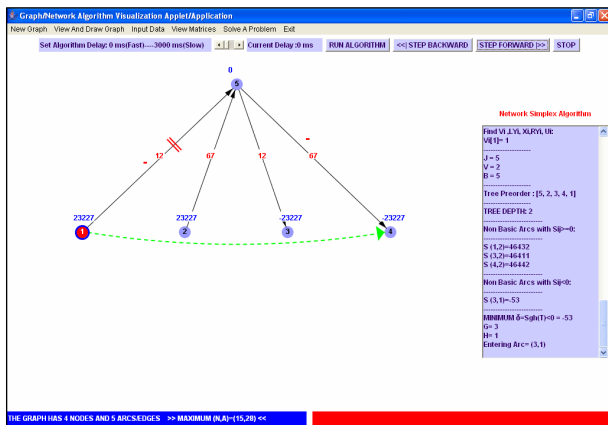 Graph/Network Algorithm Visualization Applet/Application
New Graph View And Draw Graph Input Data View Matrices Solve A Problem Exit
Set Algorithm Delay: 0 ms(Fast)----3000 ms(Slow) Current Delay :0 ms RUN ALGORITHM <<| STEP BACKWARD STEP FORWARD |>> STOP
0
5
Network Simplex Algorithm
- 12 67 12 - 67
23227 23227 -23227 -23227
1 2 3 4
Find Vi ,LYi, Xi,RYi, Ui:
Vi[1]= 1
--------------------
J = 5
V = 2
B = 5
--------------------
Tree Preorder : [5, 2, 3, 4, 1]
--------------------
TREE DEPTH: 2
--------------------
Non Basic Arcs with Sij>=0:
--------------------
S (1,2)=46432
S (3,2)=46411
S (4,2)=46442
--------------------
Non Basic Arcs with Sij<0:
--------------------
S (3,1)=-53
--------------------
MINIMUM δ=Sgh(T)<0 = -53
G= 3
H= 1
Entering Arc= (3,1)
THE GRAPH HAS 4 NODES AND 5 ARCS/EDGES >> MAXIMUM (N,A)=(15,28) <<